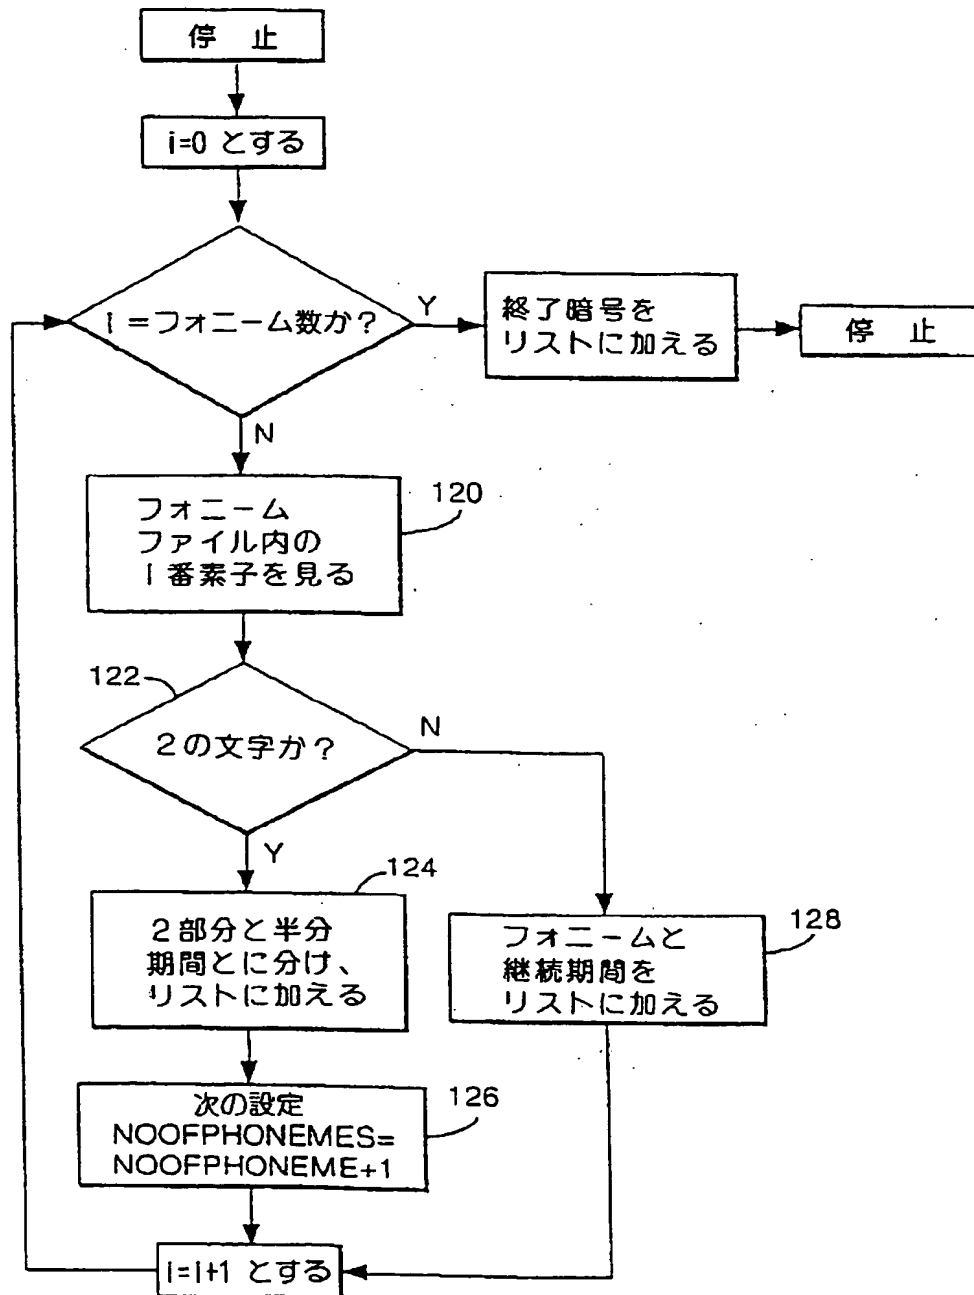 停 止
i=0 とする
i=フォニーム数か?
Y
終了暗号を
リストに加える
停 止
N
フォニーム
ファイル内の
i番素子を見る
120
122
2の文字か?
N
Y
124
2部分と半分
期間とに分け、
リストに加える
128
フォニームと
継続期間を
リストに加える
126
次の設定
NOOFPHONEMES=
NOOFPHONEME+1
i=i+1 とする